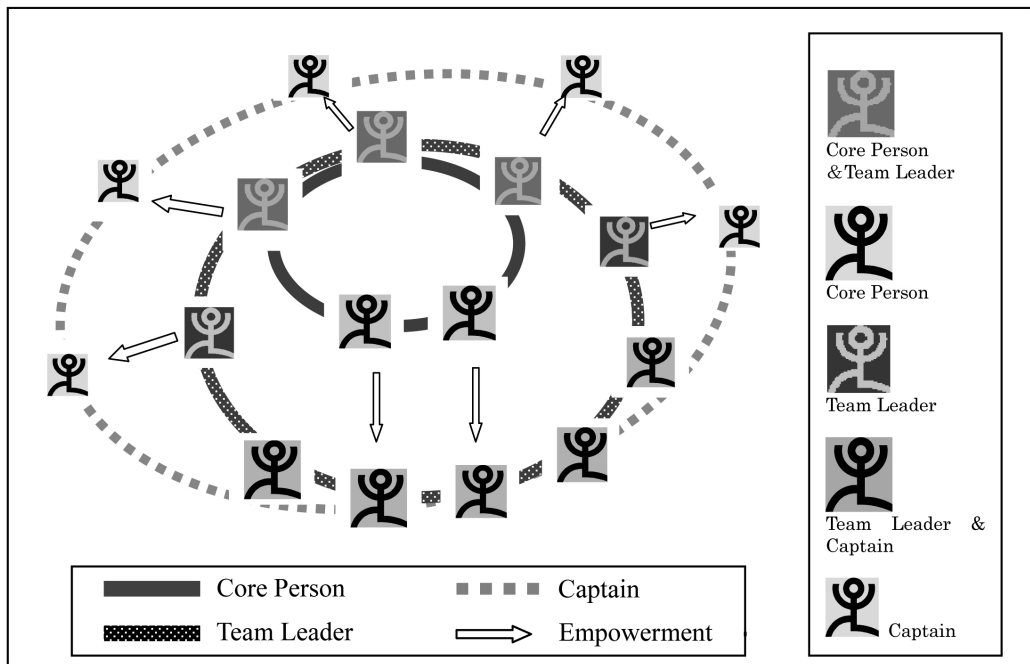 Core Person
&Team Leader
Core Person
Team Leader
Team Leader &
Captain
Captain
Core Person
Captain
Team Leader
Empowerment